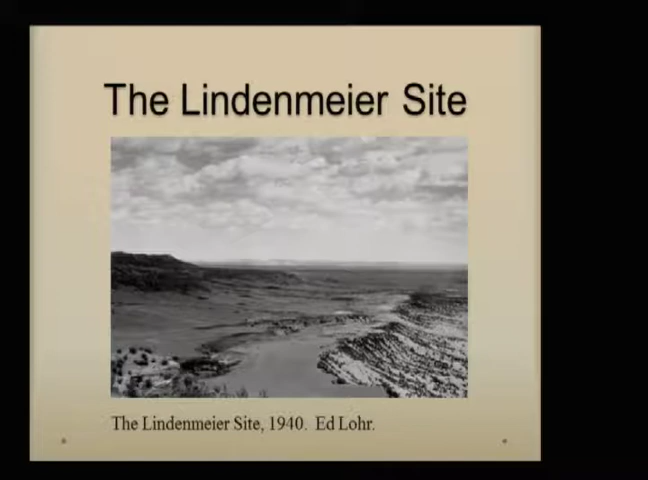 The Lindenmeier Site
The Lindenmeier Site, 1940.  Ed Lohr.